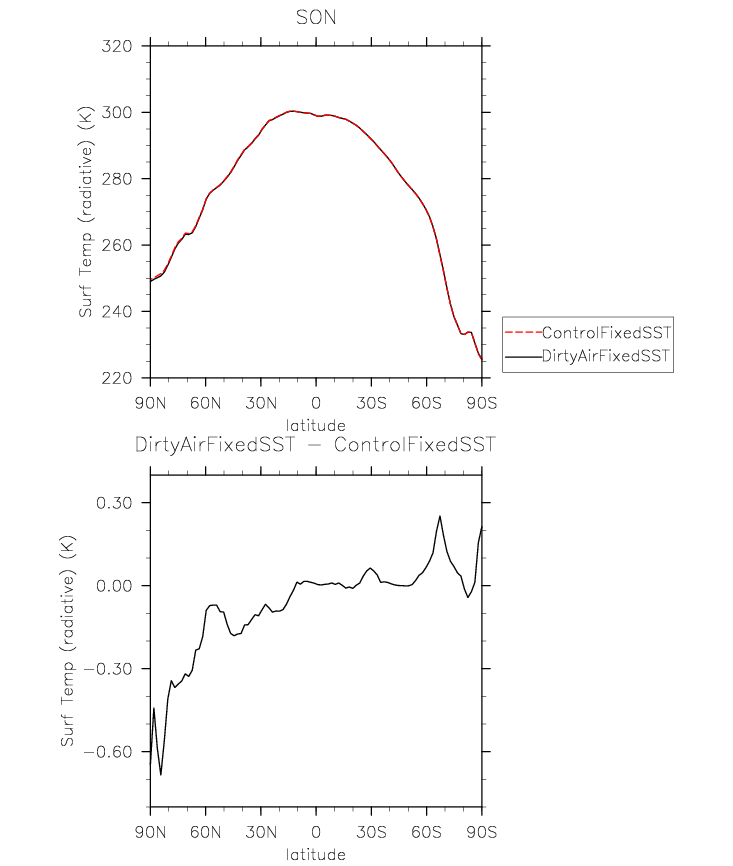 SON
320
300
280
260
240
220
Surf Temp (radiative) (K)
90N 60N 30N 0 30S 60S 90S
latitude
ControlFixedSST
DirtyAirFixedSST
DirtyAirFixedSST − ControlFixedSST
0.30
0.00
−0.30
−0.60
Surf Temp (radiative) (K)
90N 60N 30N 0 30S 60S 90S
latitude